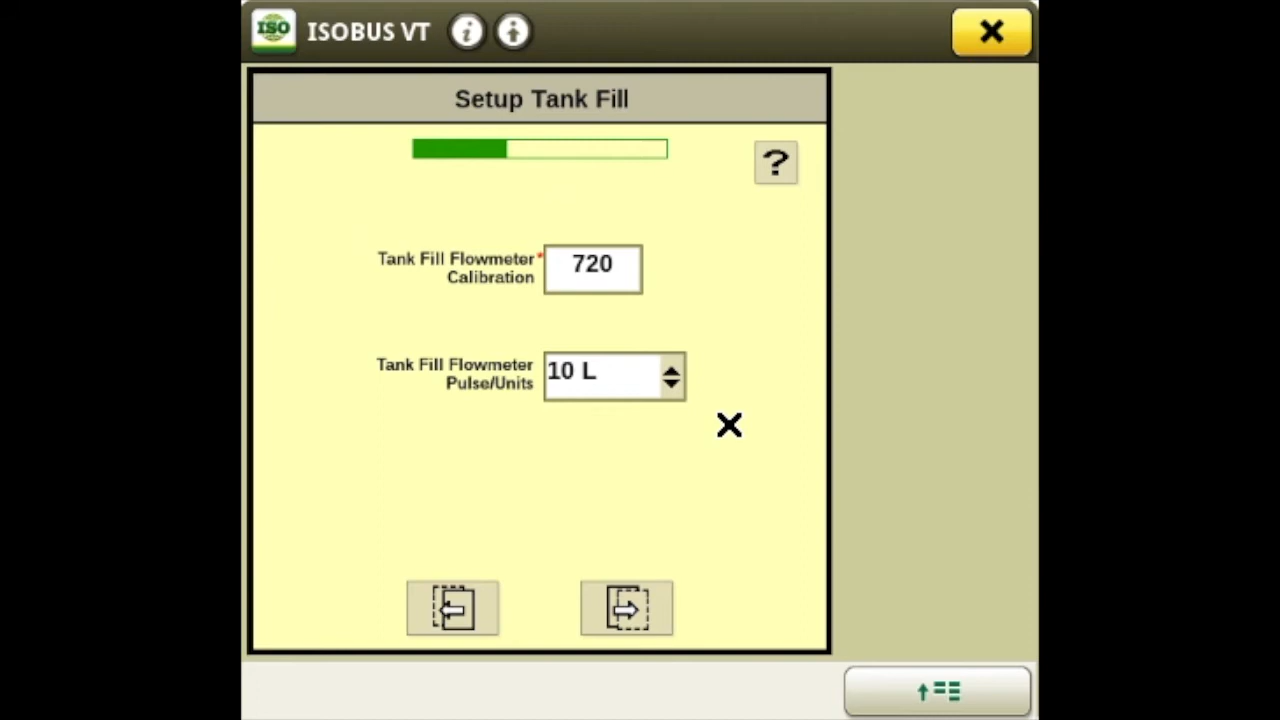 ISO ISOBUS VT
Setup Tank Fill
?
Tank Fill Flowmeter*
Calibration
720
Tank Fill Flowmeter
Pulse/Units
10 L